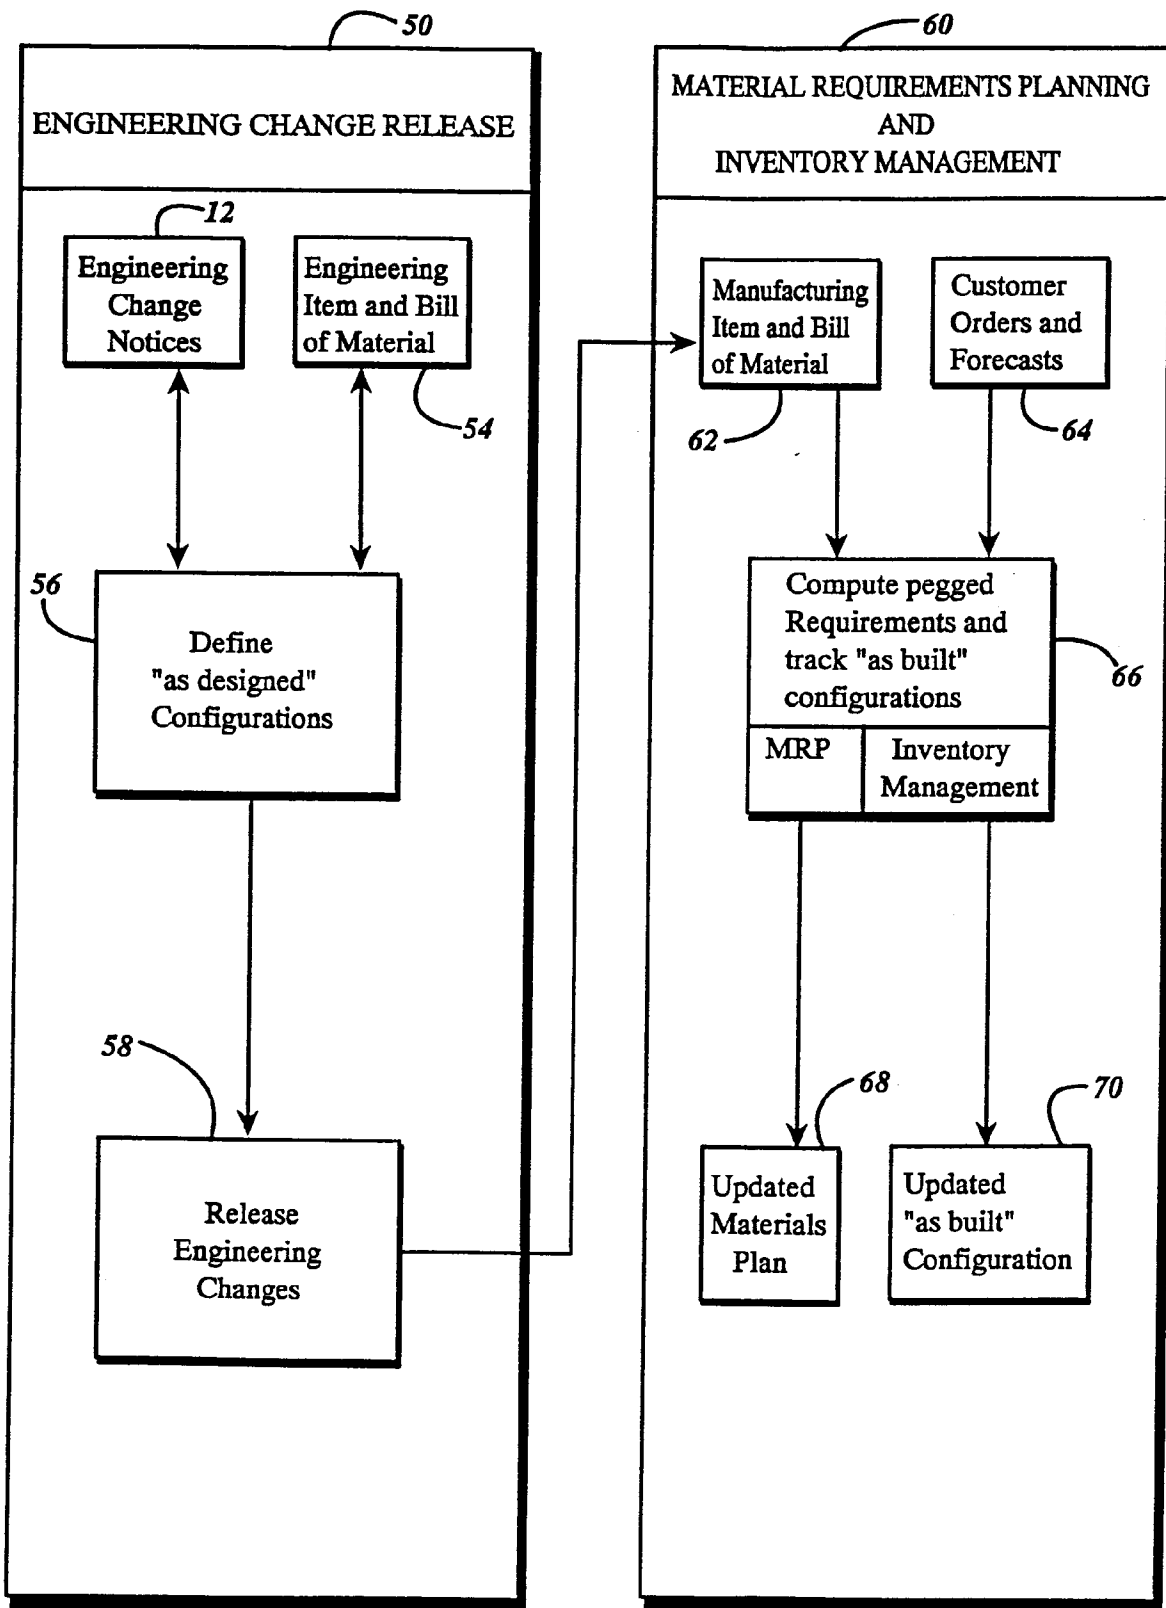 50
ENGINEERING CHANGE RELEASE
12
Engineering
Change
Notices
Engineering
Item and Bill
of Material
54
56
Define
"as designed"
Configurations
58
Release
Engineering
Changes
60
MATERIAL REQUIREMENTS PLANNING
AND
INVENTORY MANAGEMENT
Manufacturing
Item and Bill
of Material
62
Customer
Orders and
Forecasts
64
Compute pegged
Requirements and
track "as built"
configurations
66
MRP
Inventory
Management
68
Updated
Materials
Plan
70
Updated
"as built"
Configuration